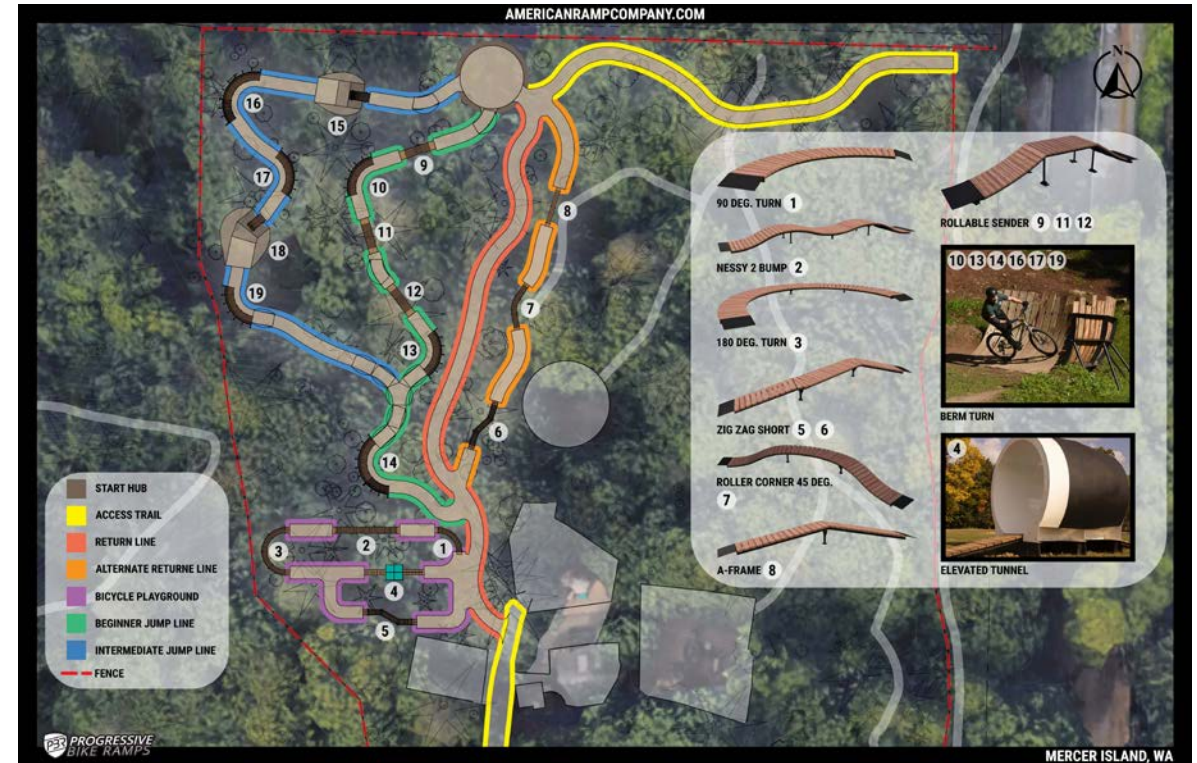 AMERICANRAMPCOMPANY.COM
N
16
15
17
18
19
9
10
11
12
13
14
8
7
6
3
2
1
4
5
90 DEG. TURN 1
NESSY 2 BUMP 2
180 DEG. TURN 3
ZIG ZAG SHORT 5 6
ROLLER CORNER 45 DEG.
7
A-FRAME 8
ROLLABLE SENDER 9 11 12
10 13 14 16 17 19
BERM TURN
4
ELEVATED TUNNEL
START HUB
ACCESS TRAIL
RETURN LINE
ALTERNATE RETURNE LINE
BICYCLE PLAYGROUND
BEGINNER JUMP LINE
INTERMEDIATE JUMP LINE
FENCE
PBR PROGRESSIVE
BIKE RAMPS
MERCER ISLAND, WA